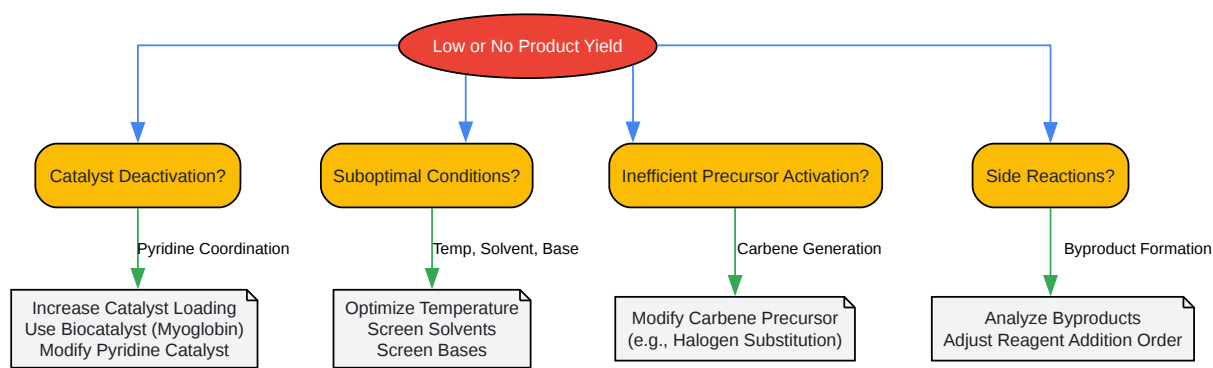 Low or No Product Yield
Catalyst Deactivation?
Suboptimal Conditions?
Inefficient Precursor Activation?
Side Reactions?
Pyridine Coordination
Temp, Solvent, Base
Carbene Generation
Byproduct Formation
Increase Catalyst Loading
Use Biocatalyst (Myoglobin)
Modify Pyridine Catalyst
Optimize Temperature
Screen Solvents
Screen Bases
Modify Carbene Precursor
(e.g., Halogen Substitution)
Analyze Byproducts
Adjust Reagent Addition Order